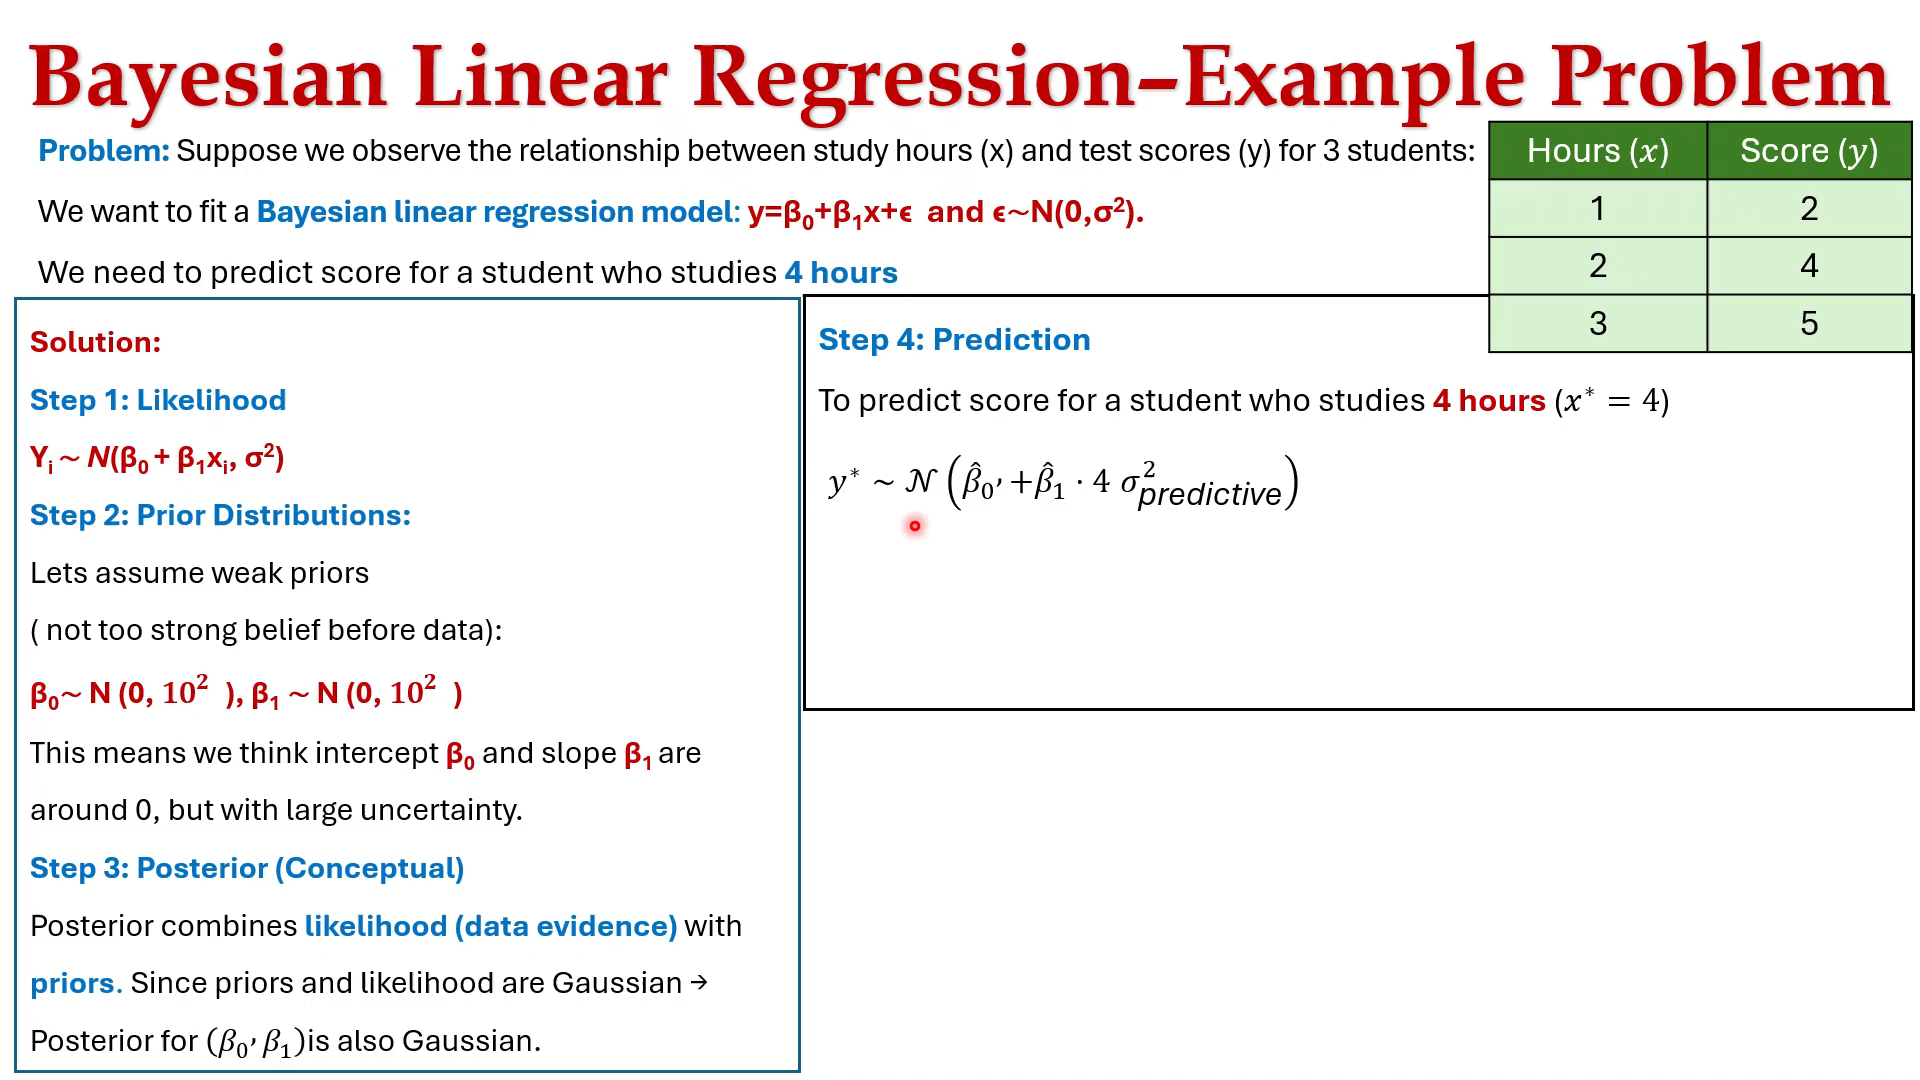 Bayesian Linear Regression–Example Problem
Problem: Suppose we observe the relationship between study hours (x) and test scores (y) for 3 students:
We want to fit a Bayesian linear regression model: y=β₀+β₁x+ϵ and ϵ~N(0,σ²).
We need to predict score for a student who studies 4 hours
Hours (x) Score (y)
1 2
2 4
3 5
Solution:
Step 1: Likelihood
Yᵢ ~ N(β₀ + β₁xᵢ, σ²)
Step 2: Prior Distributions:
Lets assume weak priors
( not too strong belief before data):
β₀~ N (0, 10² ), β₁ ~ N (0, 10² )
This means we think intercept β₀ and slope β₁ are
around 0, but with large uncertainty.
Step 3: Posterior (Conceptual)
Posterior combines likelihood (data evidence) with
priors. Since priors and likelihood are Gaussian →
Posterior for (β₀, β₁)is also Gaussian.
Step 4: Prediction
To predict score for a student who studies 4 hours (x* = 4)
y* ~ 𝒩 (β̂₀, +β̂₁ · 4 σ²predictive)